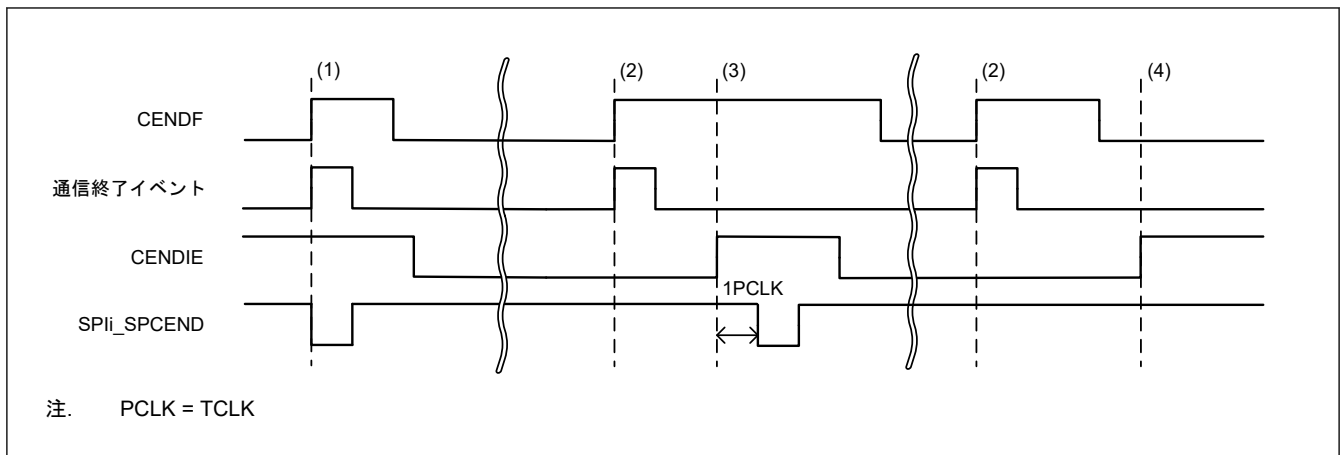 (1) (2) (3) (2) (4)
CENDF
通信終了イベント
CENDIE
1PCLK
SPIi_SPCEND
注. PCLK = TCLK